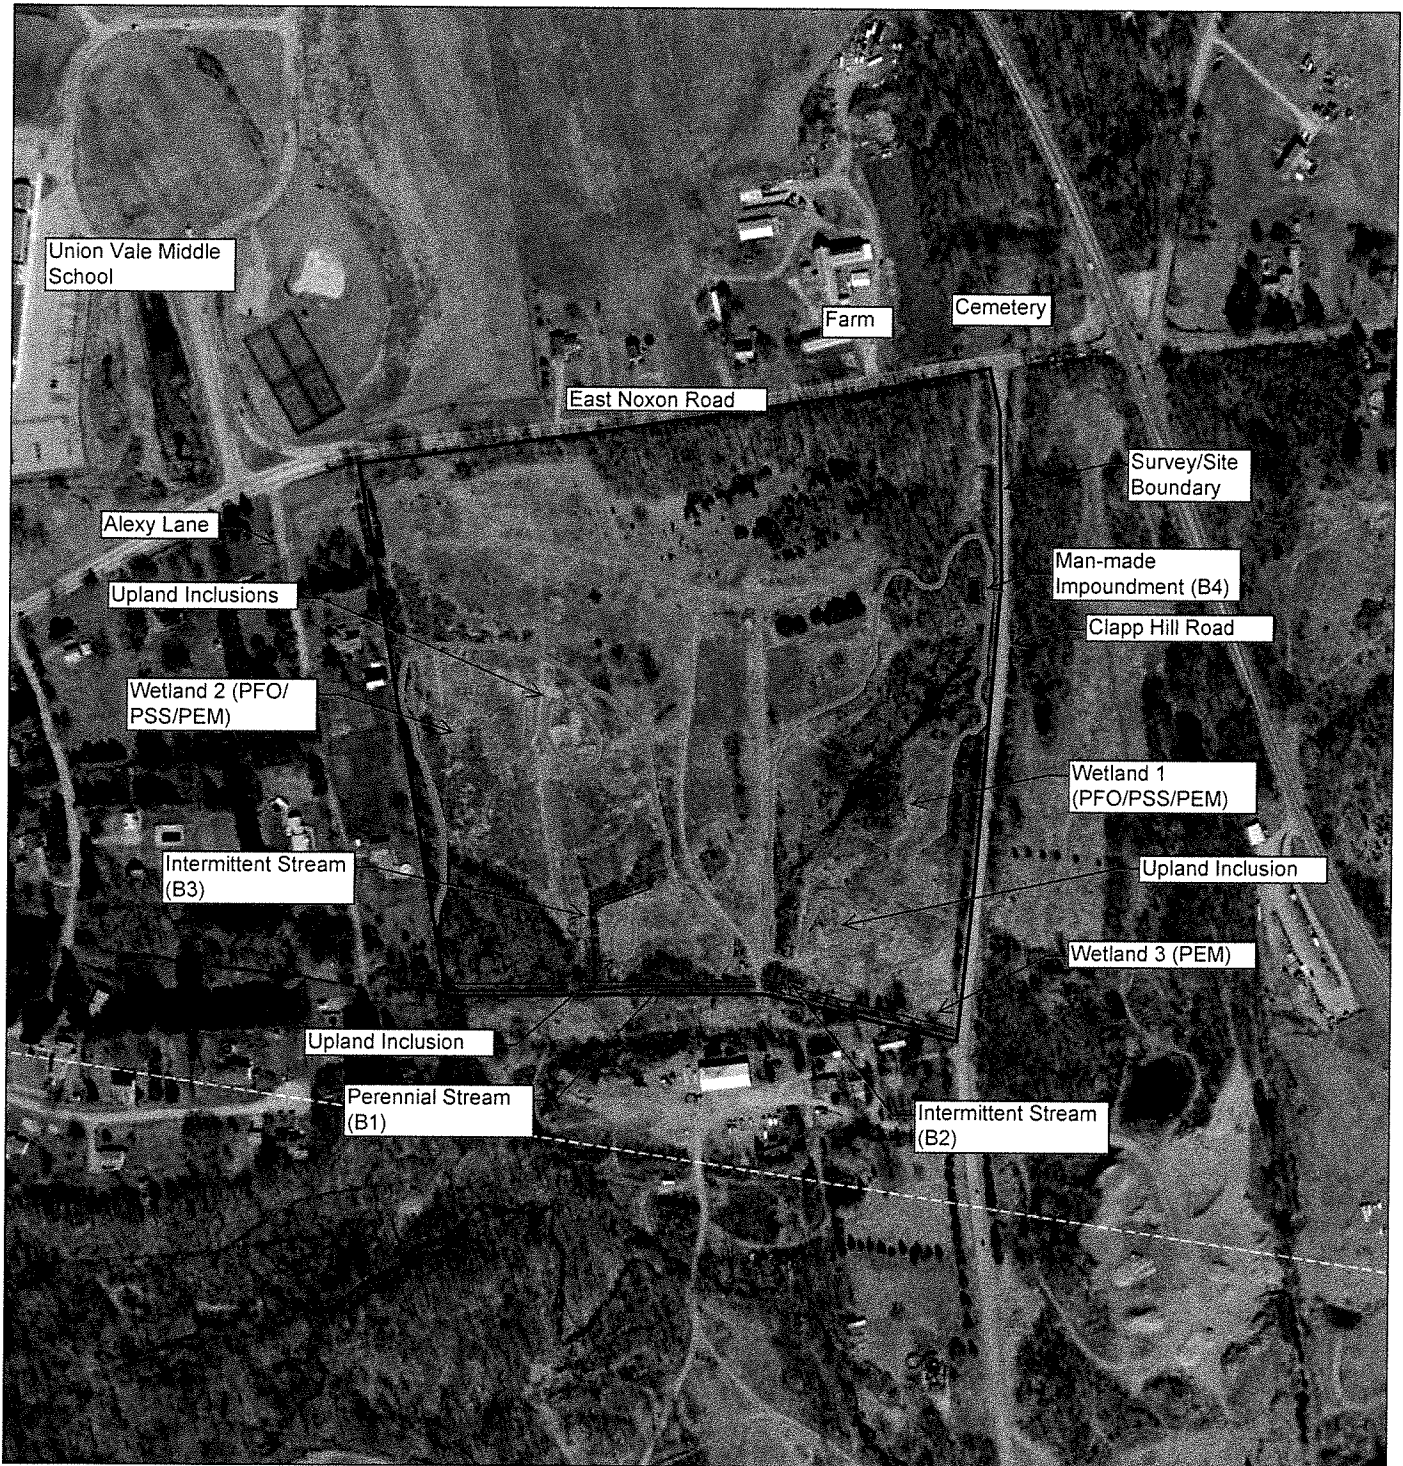 Union Vale Middle
School
Farm
Cemetery
East Noxon Road
Survey/Site
Boundary
Alexy Lane
Man-made
Impoundment (B4)
Upland Inclusions
Clapp Hill Road
Wetland 2 (PFO/
PSS/PEM)
Wetland 1
(PFO/PSS/PEM)
Intermittent Stream
(B3)
Upland Inclusion
Wetland 3 (PEM)
Upland Inclusion
Perennial Stream
(B1)
Intermittent Stream
(B2)